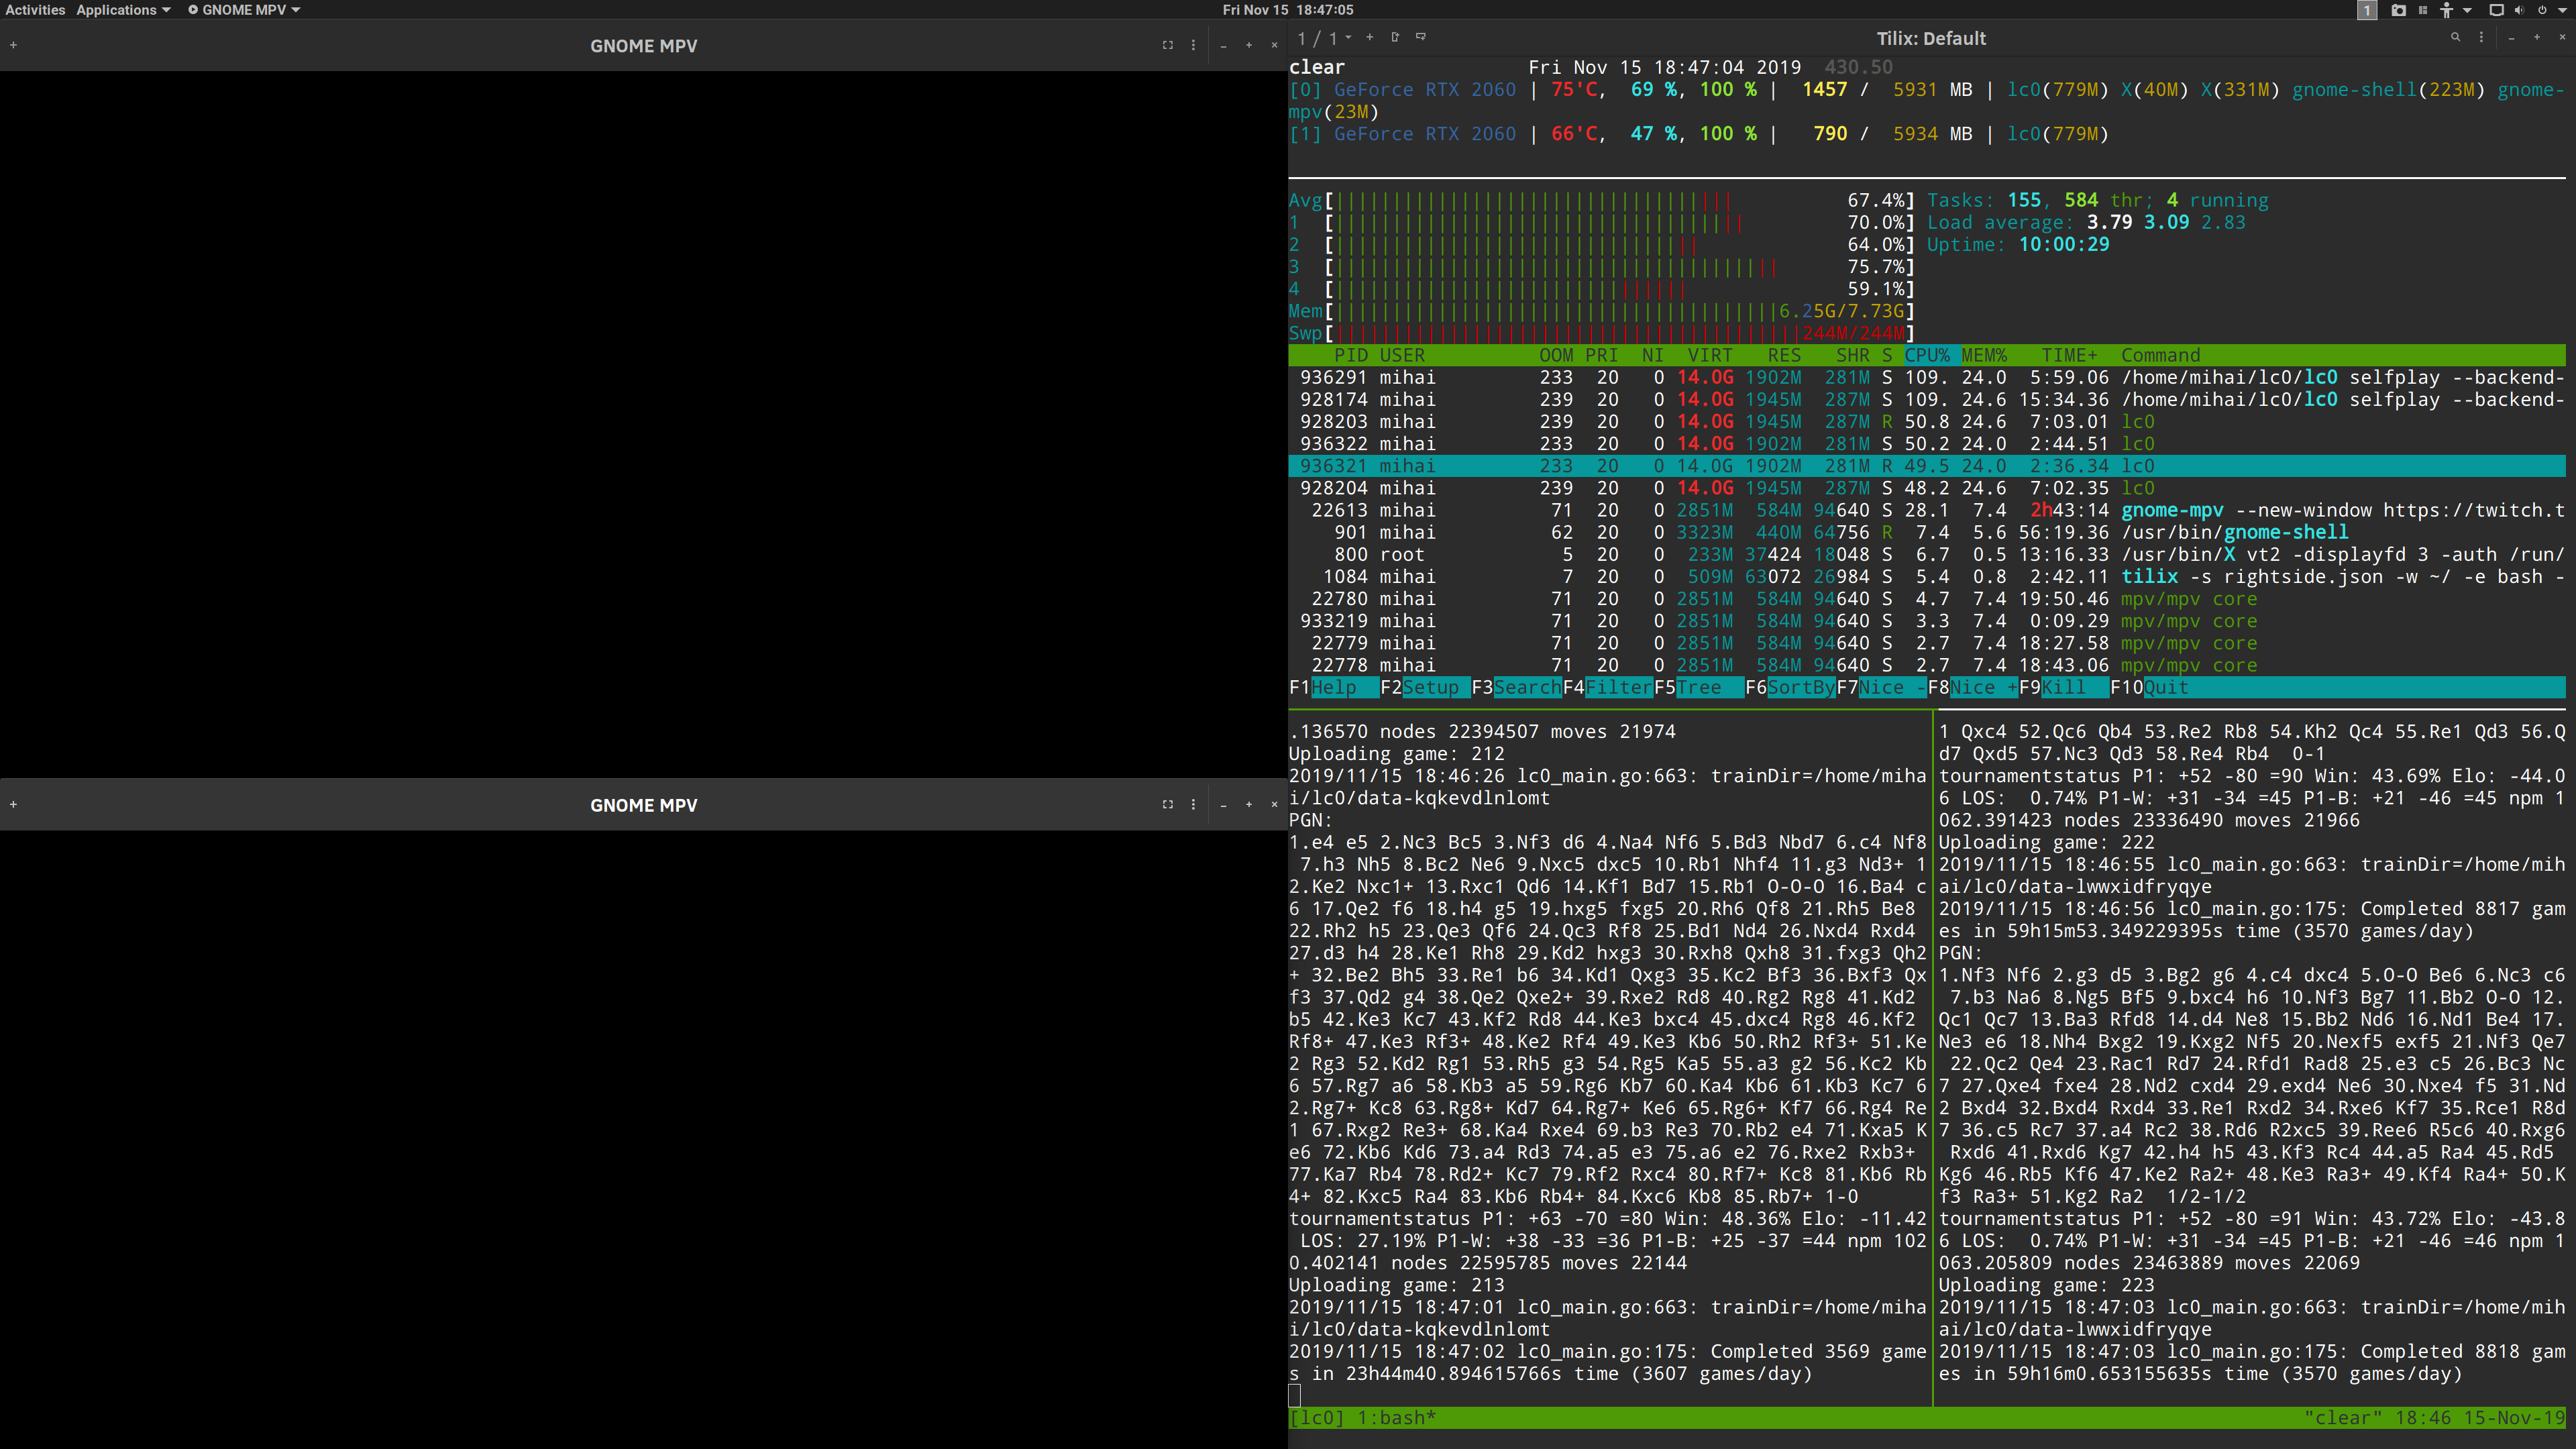 Activities Applications GNOME MPV Fri Nov 15 18:47:05 1
GNOME MPV
GNOME MPV
1 / 1 Tilix: Default
clear Fri Nov 15 18:47:04 2019 430.50
[0] GeForce RTX 2060 | 75'C, 69 %, 100 % | 1457 / 5931 MB | lc0(779M) X(40M) X(331M) gnome-shell(223M) gnome-
mpv(23M)
[1] GeForce RTX 2060 | 66'C, 47 %, 100 % | 790 / 5934 MB | lc0(779M)
Avg[ 67.4%] Tasks: 155, 584 thr; 4 running
1 [ 70.0%] Load average: 3.79 3.09 2.83
2 [ 64.0%] Uptime: 10:00:29
3 [ 75.7%]
4 [ 59.1%]
Mem[ 6.25G/7.73G]
Swp[ 244M/244M]
PID USER OOM PRI NI VIRT RES SHR S CPU% MEM% TIME+ Command
936291 mihai 233 20 0 14.0G 1902M 281M S 109. 24.0 5:59.06 /home/mihai/lc0/lc0 selfplay --backend-
928174 mihai 239 20 0 14.0G 1945M 287M S 109. 24.6 15:34.36 /home/mihai/lc0/lc0 selfplay --backend-
928203 mihai 239 20 0 14.0G 1945M 287M R 50.8 24.6 7:03.01 lc0
936322 mihai 233 20 0 14.0G 1902M 281M S 50.2 24.0 2:44.51 lc0
936321 mihai 233 20 0 14.0G 1902M 281M R 49.5 24.0 2:36.34 lc0
928204 mihai 239 20 0 14.0G 1945M 287M S 48.2 24.6 7:02.35 lc0
22613 mihai 71 20 0 2851M 584M 94640 S 28.1 7.4 2h43:14 gnome-mpv --new-window https://twitch.t
901 mihai 62 20 0 3323M 440M 64756 R 7.4 5.6 56:19.36 /usr/bin/gnome-shell
800 root 5 20 0 233M 37424 18048 S 6.7 0.5 13:16.33 /usr/bin/X vt2 -displayfd 3 -auth /run/
1084 mihai 7 20 0 509M 63072 26984 S 5.4 0.8 2:42.11 tilix -s rightside.json -w ~/ -e bash -
22780 mihai 71 20 0 2851M 584M 94640 S 4.7 7.4 19:50.46 mpv/mpv core
933219 mihai 71 20 0 2851M 584M 94640 S 3.3 7.4 0:09.29 mpv/mpv core
22779 mihai 71 20 0 2851M 584M 94640 S 2.7 7.4 18:27.58 mpv/mpv core
22778 mihai 71 20 0 2851M 584M 94640 S 2.7 7.4 18:43.06 mpv/mpv core
F1Help F2Setup F3SearchF4FilterF5Tree F6SortByF7Nice -F8Nice +F9Kill F10Quit
.136570 nodes 22394507 moves 21974
Uploading game: 212
2019/11/15 18:46:26 lc0_main.go:663: trainDir=/home/miha
i/lc0/data-kqkevdlnlomt
PGN:
1.e4 e5 2.Nc3 Bc5 3.Nf3 d6 4.Na4 Nf6 5.Bd3 Nbd7 6.c4 Nf8
7.h3 Nh5 8.Bc2 Ne6 9.Nxc5 dxc5 10.Rb1 Nhf4 11.g3 Nd3+ 1
2.Ke2 Nxc1+ 13.Rxc1 Qd6 14.Kf1 Bd7 15.Rb1 O-O-O 16.Ba4 c
6 17.Qe2 f6 18.h4 g5 19.hxg5 fxg5 20.Rh6 Qf8 21.Rh5 Be8
22.Rh2 h5 23.Qe3 Qf6 24.Qc3 Rf8 25.Bd1 Nd4 26.Nxd4 Rxd4
27.d3 h4 28.Ke1 Rh8 29.Kd2 hxg3 30.Rxh8 Qxh8 31.fxg3 Qh2
+ 32.Be2 Bh5 33.Re1 b6 34.Kd1 Qxg3 35.Kc2 Bf3 36.Bxf3 Qx
f3 37.Qd2 g4 38.Qe2 Qxe2+ 39.Rxe2 Rd8 40.Rg2 Rg8 41.Kd2
b5 42.Ke3 Kc7 43.Kf2 Rd8 44.Ke3 bxc4 45.dxc4 Rg8 46.Kf2
Rf8+ 47.Ke3 Rf3+ 48.Ke2 Rf4 49.Ke3 Kb6 50.Rh2 Rf3+ 51.Ke
2 Rg3 52.Kd2 Rg1 53.Rh5 g3 54.Rg5 Ka5 55.a3 g2 56.Kc2 Kb
6 57.Rg7 a6 58.Kb3 a5 59.Rg6 Kb7 60.Ka4 Kb6 61.Kb3 Kc7 6
2.Rg7+ Kc8 63.Rg8+ Kd7 64.Rg7+ Ke6 65.Rg6+ Kf7 66.Rg4 Re
1 67.Rxg2 Re3+ 68.Ka4 Rxe4 69.b3 Re3 70.Rb2 e4 71.Kxa5 K
e6 72.Kb6 Kd6 73.a4 Rd3 74.a5 e3 75.a6 e2 76.Rxe2 Rxb3+
77.Ka7 Rb4 78.Rd2+ Kc7 79.Rf2 Rxc4 80.Rf7+ Kc8 81.Kb6 Rb
4+ 82.Kxc5 Ra4 83.Kb6 Rb4+ 84.Kxc6 Kb8 85.Rb7+ 1-0
tournamentstatus P1: +63 -70 =80 Win: 48.36% Elo: -11.42
LOS: 27.19% P1-W: +38 -33 =36 P1-B: +25 -37 =44 npm 102
0.402141 nodes 22595785 moves 22144
Uploading game: 213
2019/11/15 18:47:01 lc0_main.go:663: trainDir=/home/miha
i/lc0/data-kqkevdlnlomt
2019/11/15 18:47:02 lc0_main.go:175: Completed 3569 game
s in 23h44m40.894615766s time (3607 games/day)
1 Qxc4 52.Qc6 Qb4 53.Re2 Rb8 54.Kh2 Qc4 55.Re1 Qd3 56.Q
d7 Qxd5 57.Nc3 Qd3 58.Re4 Rb4 0-1
tournamentstatus P1: +52 -80 =90 Win: 43.69% Elo: -44.0
6 LOS: 0.74% P1-W: +31 -34 =45 P1-B: +21 -46 =45 npm 1
062.391423 nodes 23336490 moves 21966
Uploading game: 222
2019/11/15 18:46:55 lc0_main.go:663: trainDir=/home/mih
ai/lc0/data-lwwxidfryqye
2019/11/15 18:46:56 lc0_main.go:175: Completed 8817 gam
es in 59h15m53.349229395s time (3570 games/day)
PGN:
1.Nf3 Nf6 2.g3 d5 3.Bg2 g6 4.c4 dxc4 5.O-O Be6 6.Nc3 c6
7.b3 Na6 8.Ng5 Bf5 9.bxc4 h6 10.Nf3 Bg7 11.Bb2 O-O 12.
Qc1 Qc7 13.Ba3 Rfd8 14.d4 Ne8 15.Bb2 Nd6 16.Nd1 Be4 17.
Ne3 e6 18.Nh4 Bxg2 19.Kxg2 Nf5 20.Nexf5 exf5 21.Nf3 Qe7
22.Qc2 Qe4 23.Rac1 Rd7 24.Rfd1 Rad8 25.e3 c5 26.Bc3 Nc
7 27.Qxe4 fxe4 28.Nd2 cxd4 29.exd4 Ne6 30.Nxe4 f5 31.Nd
2 Bxd4 32.Bxd4 Rxd4 33.Re1 Rxd2 34.Rxe6 Kf7 35.Rce1 R8d
7 36.c5 Rc7 37.a4 Rc2 38.Rd6 R2xc5 39.Ree6 R5c6 40.Rxg6
Rxd6 41.Rxd6 Kg7 42.h4 h5 43.Kf3 Rc4 44.a5 Ra4 45.Rd5
Kg6 46.Rb5 Kf6 47.Ke2 Ra2+ 48.Ke3 Ra3+ 49.Kf4 Ra4+ 50.K
f3 Ra3+ 51.Kg2 Ra2 1/2-1/2
tournamentstatus P1: +52 -80 =91 Win: 43.72% Elo: -43.8
6 LOS: 0.74% P1-W: +31 -34 =45 P1-B: +21 -46 =46 npm 1
063.205809 nodes 23463889 moves 22069
Uploading game: 223
2019/11/15 18:47:03 lc0_main.go:663: trainDir=/home/mih
ai/lc0/data-lwwxidfryqye
2019/11/15 18:47:03 lc0_main.go:175: Completed 8818 gam
es in 59h16m0.653155635s time (3570 games/day)
[lc0] 1:bash* "clear" 18:46 15-Nov-19